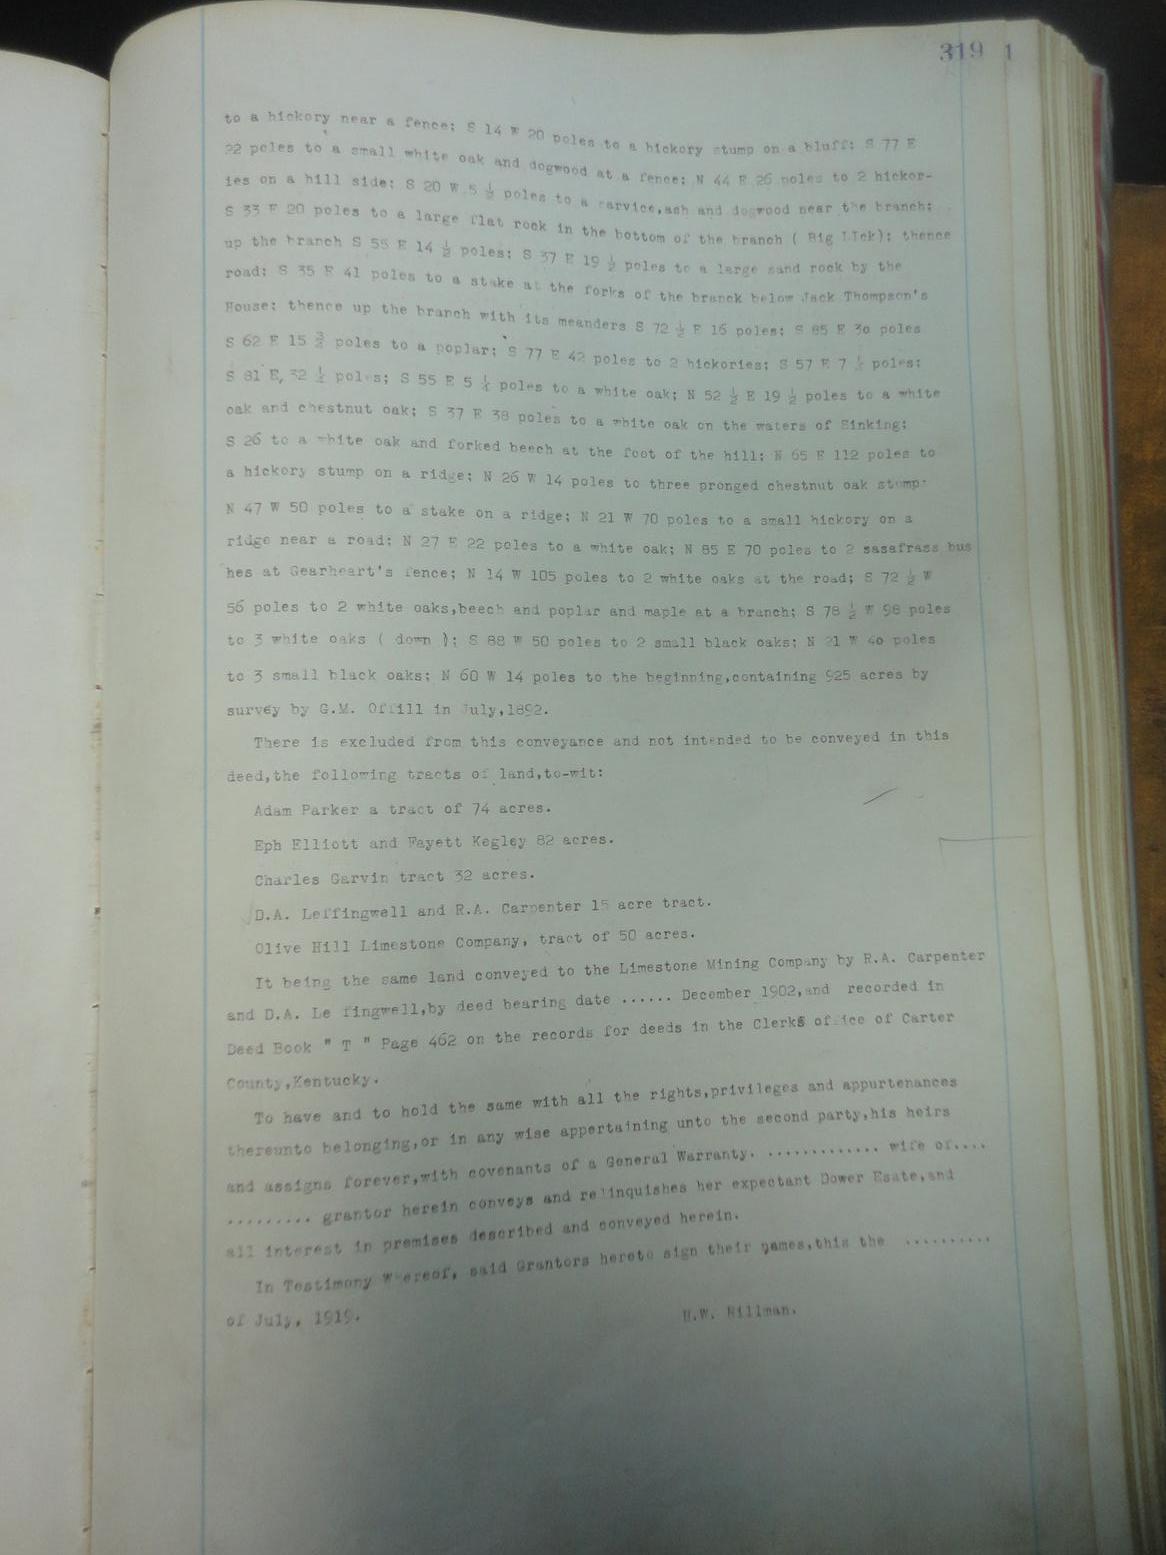 319 1
to a hickory near a fence; S 14 W 20 poles to a hickory stump on a bluff; S 77 E
22 poles to a small white oak and dogwood at a fence; N 44 E 26 poles to 2 hickor-
ies on a hill side; S 20 W 5 ½ poles to a sarvice,ash and dogwood near the branch;
S 33 E 20 poles to a large flat rock in the bottom of the branch ( Big LIck); thence
up the branch S 55 E 14 ½ poles; S 37 E 19 ½ poles to a large sand rock by the
road; S 35 E 41 poles to a stake at the forks of the branck below Jack Thompson's
House; thence up the branch with its meanders S 72 ½ E 16 poles; S 85 E 30 poles
S 62 E 15 poles to a poplar; S 77 E 42 poles to 2 hickories; S 57 E 7 poles;
S 81 E, 32 poles; S 55 E 5 poles to a white oak; N 52 ½ E 19 ½ poles to a white
oak and chestnut oak; S 37 E 38 poles to a white oak on the waters of Sinking;
S 26 to a white oak and forked beech at the foot of the hill; N 65 E 112 poles to
a hickory stump on a ridge; N 26 W 14 poles to three pronged chestnut oak stump;
N 47 W 50 poles to a stake on a ridge; N 21 W 70 poles to a small hickory on a
ridge near a road; N 27 E 22 poles to a white oak; N 85 E 70 poles to 2 sasafrass bus
hes at Gearheart's fence; N 14 W 105 poles to 2 white oaks at the road; S 72 ½ W
56 poles to 2 white oaks,beech and poplar and maple at a branch; S 78 ½ W 98 poles
to 3 white oaks ( down ); S 88 W 50 poles to 2 small black oaks; N 21 W 40 poles
to 3 small black oaks; N 60 W 14 poles to the beginning,containing 925 acres by
survey by G.M. Offill in July,1892.
There is excluded from this conveyance and not intended to be conveyed in this
deed,the following tracts of land,to-wit:
Adam Parker a tract of 74 acres.
Eph Elliott and Fayett Kegley 82 acres.
Charles Garvin tract 32 acres.
D.A. Leffingwell and R.A. Carpenter 15 acre tract.
Olive Hill Limestone Company, tract of 50 acres.
It being the same land conveyed to the Limestone Mining Company by R.A. Carpenter
and D.A. Le fingwell,by deed bearing date ...... December 1902,and recorded in
Deed Book " T " Page 462 on the records for deeds in the Clerks office of Carter
County,Kentucky.
To have and to hold the same with all the rights,privileges and appurtenances
thereunto belonging,or in any wise appertaining unto the second party,his heirs
and assigns forever,with covenants of a General Warranty. ............. wife of....
......... grantor herein conveys and relinquishes her expectant Dower Esate,and
all interest in premises described and conveyed herein.
In Testimony Whereof, said Grantors hereto sign their names,this the ..........
of July, 1919. H.W. Hillman.